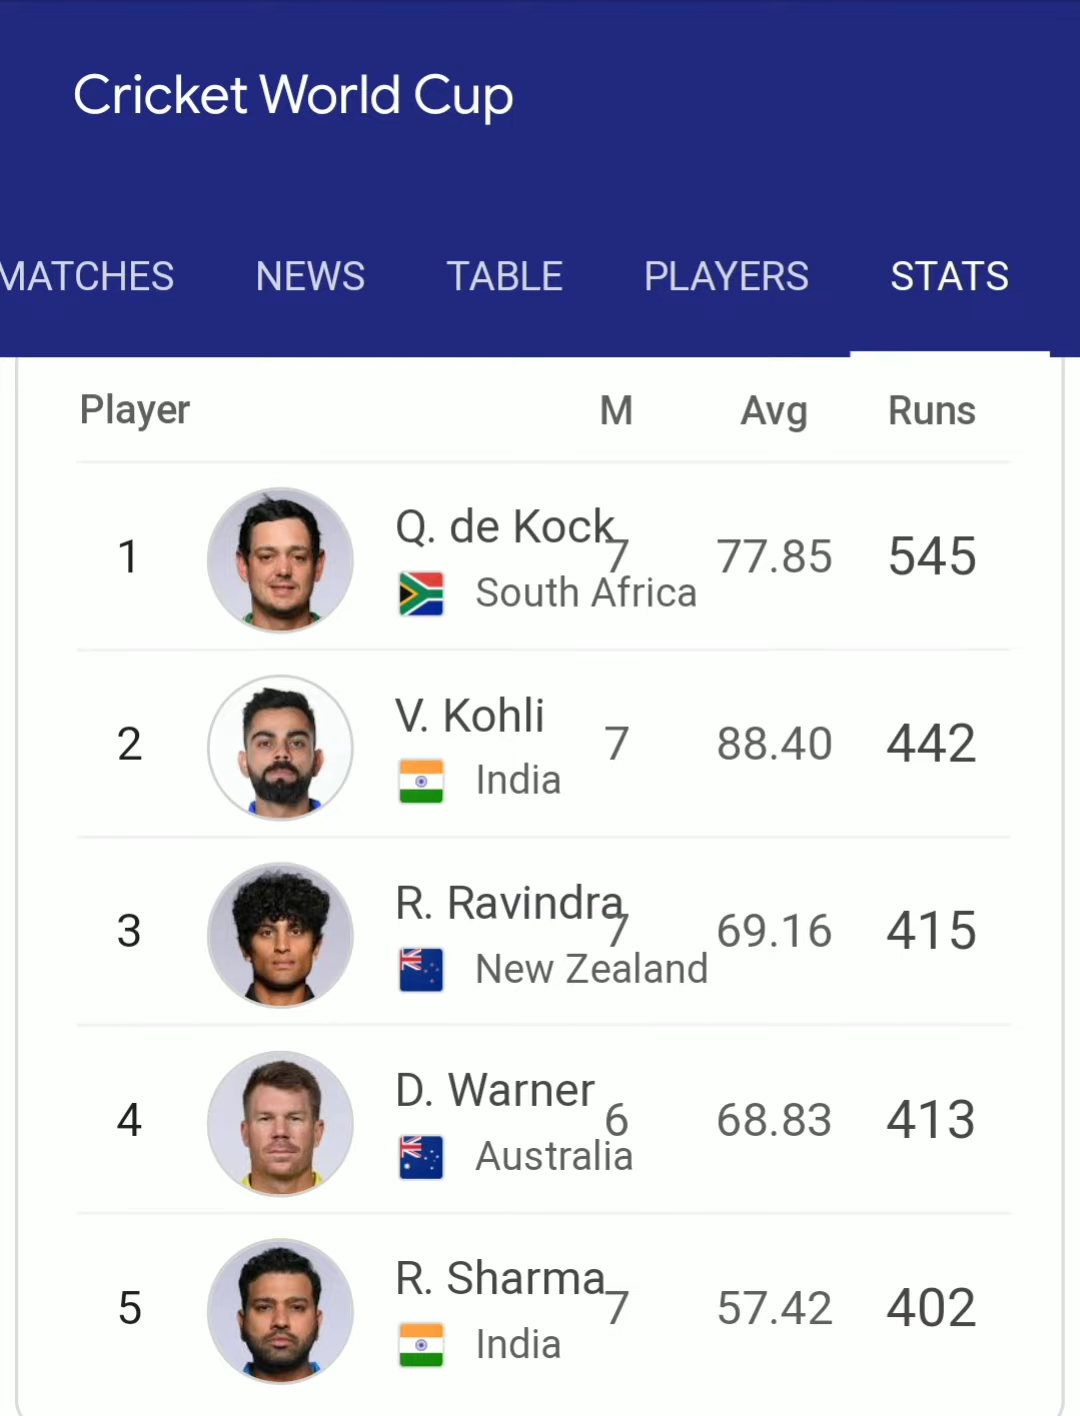 Cricket World Cup
MATCHES NEWS TABLE PLAYERS STATS
Player M Avg Runs
1 Q. de Kock 7 77.85 545
South Africa
2 V. Kohli 7 88.40 442
India
3 R. Ravindra 7 69.16 415
New Zealand
4 D. Warner 6 68.83 413
Australia
5 R. Sharma 7 57.42 402
India